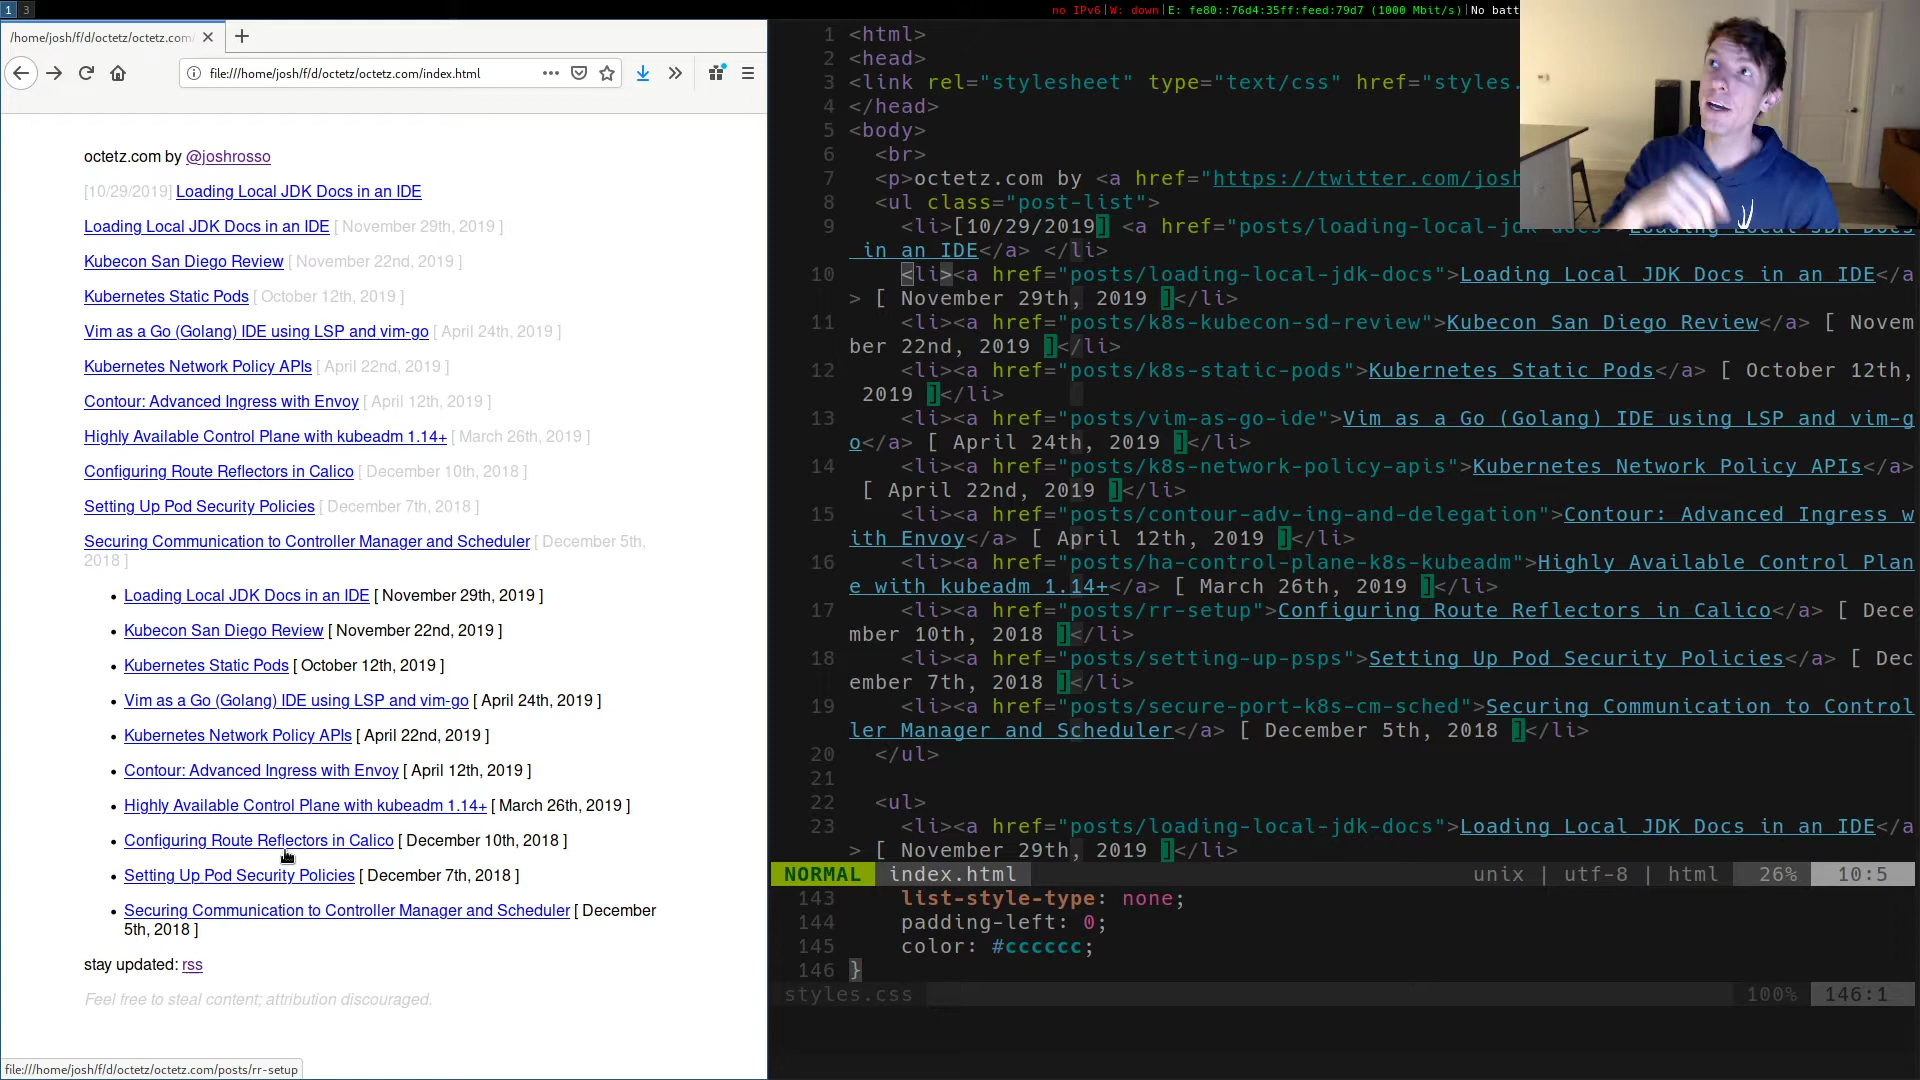 1 3
no IPv6|W: down|E: fe80::76d4:35ff:feed:79d7 (1000 Mbit/s)|No batt
/home/josh/f/d/octetz/octetz.com/
file:///home/josh/f/d/octetz/octetz.com/index.html
octetz.com by @joshrosso
[10/29/2019] Loading Local JDK Docs in an IDE
Loading Local JDK Docs in an IDE [ November 29th, 2019 ]
Kubecon San Diego Review [ November 22nd, 2019 ]
Kubernetes Static Pods [ October 12th, 2019 ]
Vim as a Go (Golang) IDE using LSP and vim-go [ April 24th, 2019 ]
Kubernetes Network Policy APIs [ April 22nd, 2019 ]
Contour: Advanced Ingress with Envoy [ April 12th, 2019 ]
Highly Available Control Plane with kubeadm 1.14+ [ March 26th, 2019 ]
Configuring Route Reflectors in Calico [ December 10th, 2018 ]
Setting Up Pod Security Policies [ December 7th, 2018 ]
Securing Communication to Controller Manager and Scheduler [ December 5th,
2018 ]
• Loading Local JDK Docs in an IDE [ November 29th, 2019 ]
• Kubecon San Diego Review [ November 22nd, 2019 ]
• Kubernetes Static Pods [ October 12th, 2019 ]
• Vim as a Go (Golang) IDE using LSP and vim-go [ April 24th, 2019 ]
• Kubernetes Network Policy APIs [ April 22nd, 2019 ]
• Contour: Advanced Ingress with Envoy [ April 12th, 2019 ]
• Highly Available Control Plane with kubeadm 1.14+ [ March 26th, 2019 ]
• Configuring Route Reflectors in Calico [ December 10th, 2018 ]
• Setting Up Pod Security Policies [ December 7th, 2018 ]
• Securing Communication to Controller Manager and Scheduler [ December
5th, 2018 ]
stay updated: rss
Feel free to steal content; attribution discouraged.
file:///home/josh/f/d/octetz/octetz.com/posts/rr-setup
1 <html>
2 <head>
3 <link rel="stylesheet" type="text/css" href="styles.
4 </head>
5 <body>
6 <br>
7 <p>octetz.com by <a href="https://twitter.com/josh
8 <ul class="post-list">
9 <li>[10/29/2019] <a href="posts/loading-local-jdk-docs">Loading Local JDK Docs
in an IDE</a> </li>
10 <li><a href="posts/loading-local-jdk-docs">Loading Local JDK Docs in an IDE</a
> [ November 29th, 2019 ]</li>
11 <li><a href="posts/k8s-kubecon-sd-review">Kubecon San Diego Review</a> [ Novem
ber 22nd, 2019 ]</li>
12 <li><a href="posts/k8s-static-pods">Kubernetes Static Pods</a> [ October 12th,
2019 ]</li>
13 <li><a href="posts/vim-as-go-ide">Vim as a Go (Golang) IDE using LSP and vim-g
o</a> [ April 24th, 2019 ]</li>
14 <li><a href="posts/k8s-network-policy-apis">Kubernetes Network Policy APIs</a>
[ April 22nd, 2019 ]</li>
15 <li><a href="posts/contour-adv-ing-and-delegation">Contour: Advanced Ingress w
ith Envoy</a> [ April 12th, 2019 ]</li>
16 <li><a href="posts/ha-control-plane-k8s-kubeadm">Highly Available Control Plan
e with kubeadm 1.14+</a> [ March 26th, 2019 ]</li>
17 <li><a href="posts/rr-setup">Configuring Route Reflectors in Calico</a> [ Dece
mber 10th, 2018 ]</li>
18 <li><a href="posts/setting-up-psps">Setting Up Pod Security Policies</a> [ Dec
ember 7th, 2018 ]</li>
19 <li><a href="posts/secure-port-k8s-cm-sched">Securing Communication to Control
ler Manager and Scheduler</a> [ December 5th, 2018 ]</li>
20 </ul>
21
22 <ul>
23 <li><a href="posts/loading-local-jdk-docs">Loading Local JDK Docs in an IDE</a
> [ November 29th, 2019 ]</li>
NORMAL index.html unix | utf-8 | html 26% 10:5
143 list-style-type: none;
144 padding-left: 0;
145 color: #cccccc;
146 }
styles.css 100% 146:1